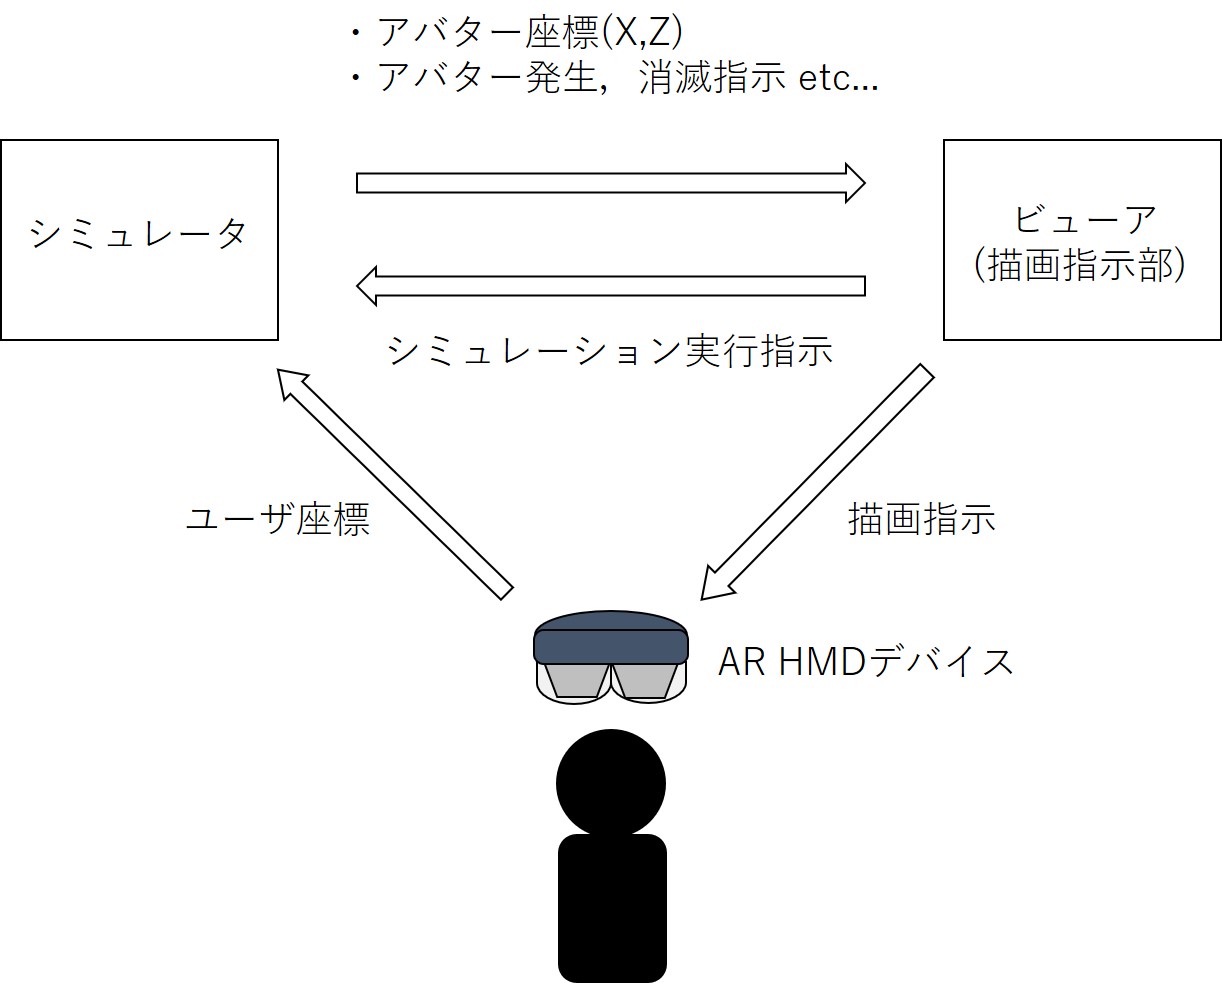 ・アバター座標(X,Z)
・アバター発生，消滅指示 etc...
シミュレータ
ビューア
(描画指示部)
シミュレーション実行指示
ユーザ座標
描画指示
AR HMDデバイス